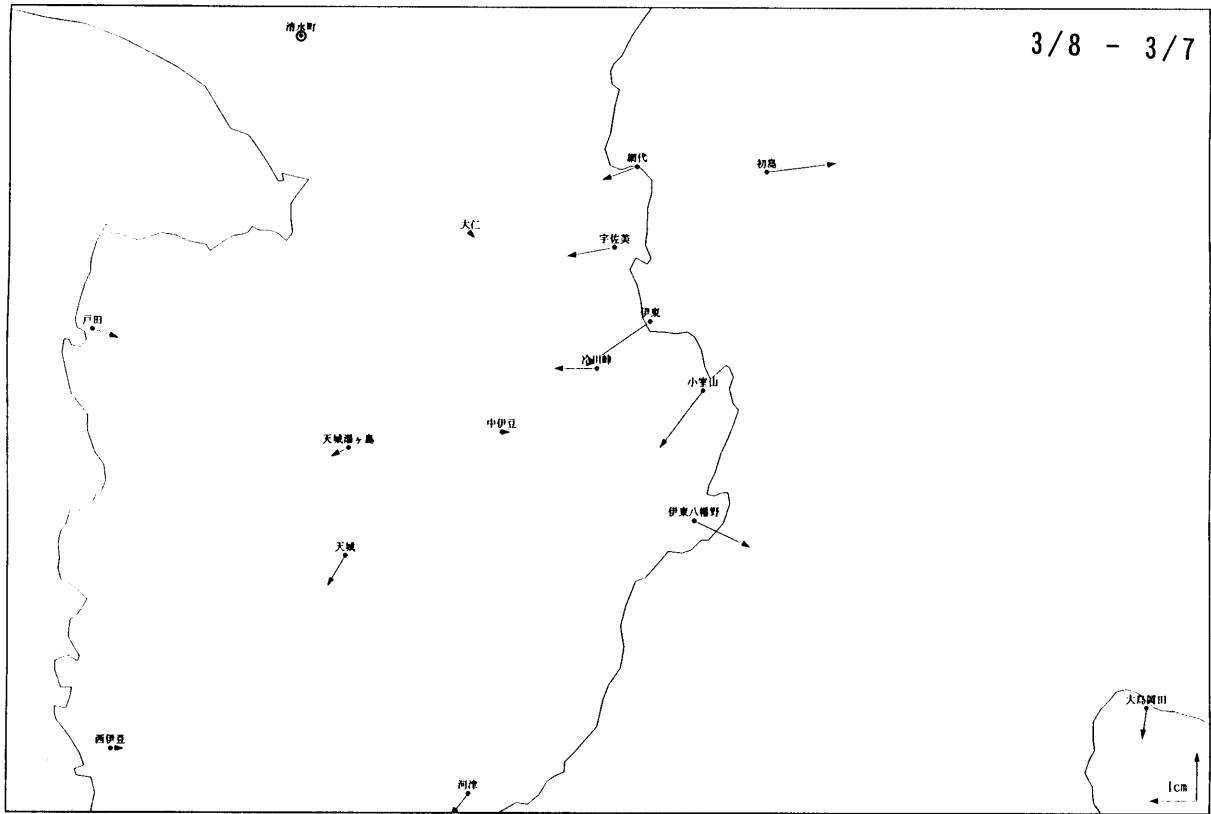 清水町
3/8 - 3/7
網代
初島
大仁
宇佐美
戸田
伊東
冷川峠
小室山
中伊豆
天城湯ヶ島
伊東八幡野
天城
大島岡田
西伊豆
河津
1cm